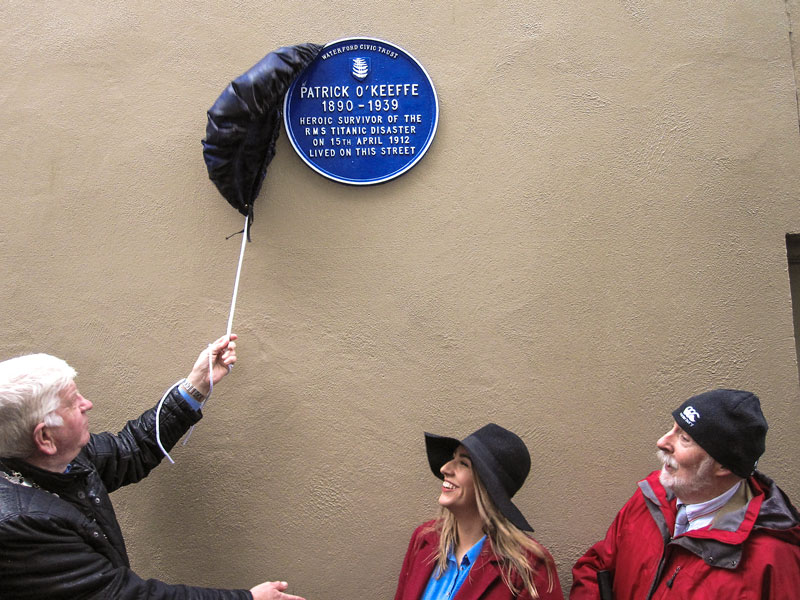 WATERFORD CIVIC TRUST
PATRICK O'KEEFFE
1890 - 1939
HEROIC SURVIVOR OF THE
RMS TITANIC DISASTER
ON 15TH APRIL 1912
LIVED ON THIS STREET